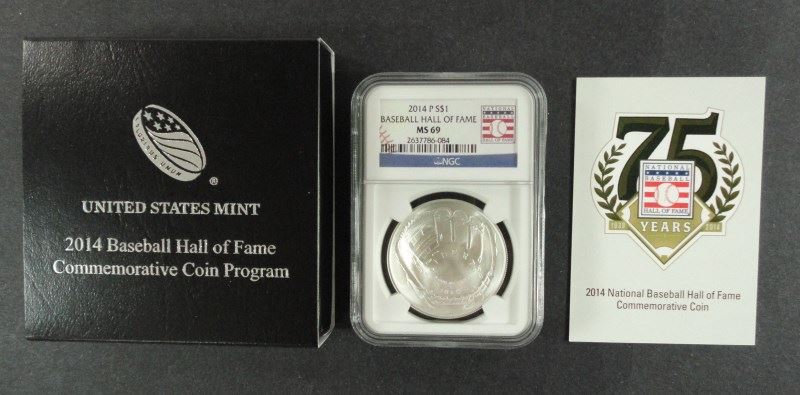 E PLURIBUS UNUM
UNITED STATES MINT
2014 Baseball Hall of Fame
Commemorative Coin Program
2014 P S$1
BASEBALL HALL OF FAME
MS 69
2637786-084
NGC
NATIONAL
BASEBALL
HALL OF FAME
75
NATIONAL
BASEBALL
HALL OF FAME
1939 2014
YEARS
2014 National Baseball Hall of Fame
Commemorative Coin